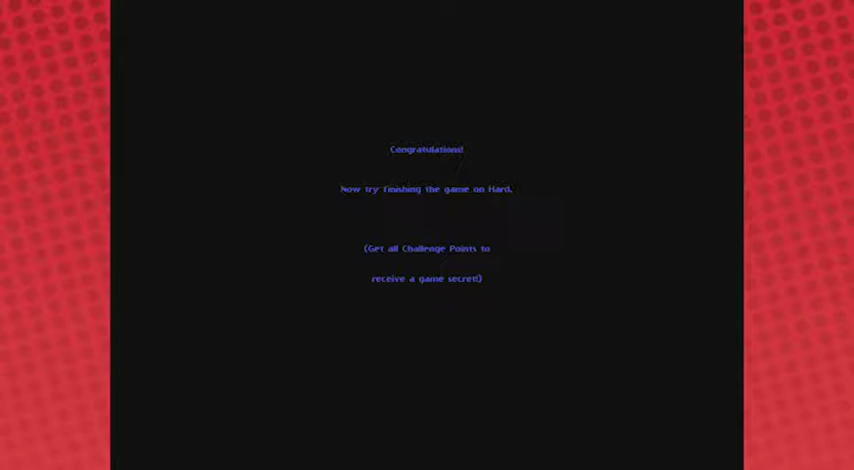 Congratulations!
Now try finishing the game on Hard.
(Get all Challenge Points to
receive a game secret!)